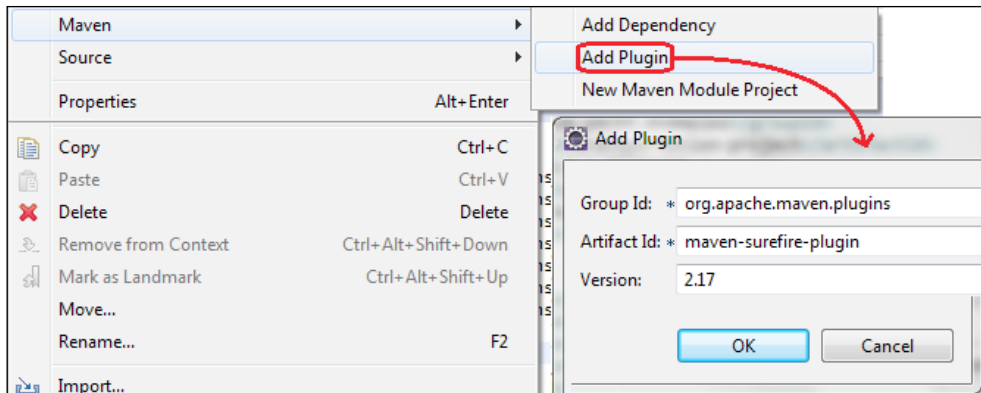 Maven
Source
Properties Alt+Enter
Copy Ctrl+C
Paste Ctrl+V
Delete Delete
Remove from Context Ctrl+Alt+Shift+Down
Mark as Landmark Ctrl+Alt+Shift+Up
Move...
Rename... F2
Import...
Add Dependency
Add Plugin
New Maven Module Project
Add Plugin
Group Id: * org.apache.maven.plugins
Artifact Id: * maven-surefire-plugin
Version: 2.17
OK Cancel